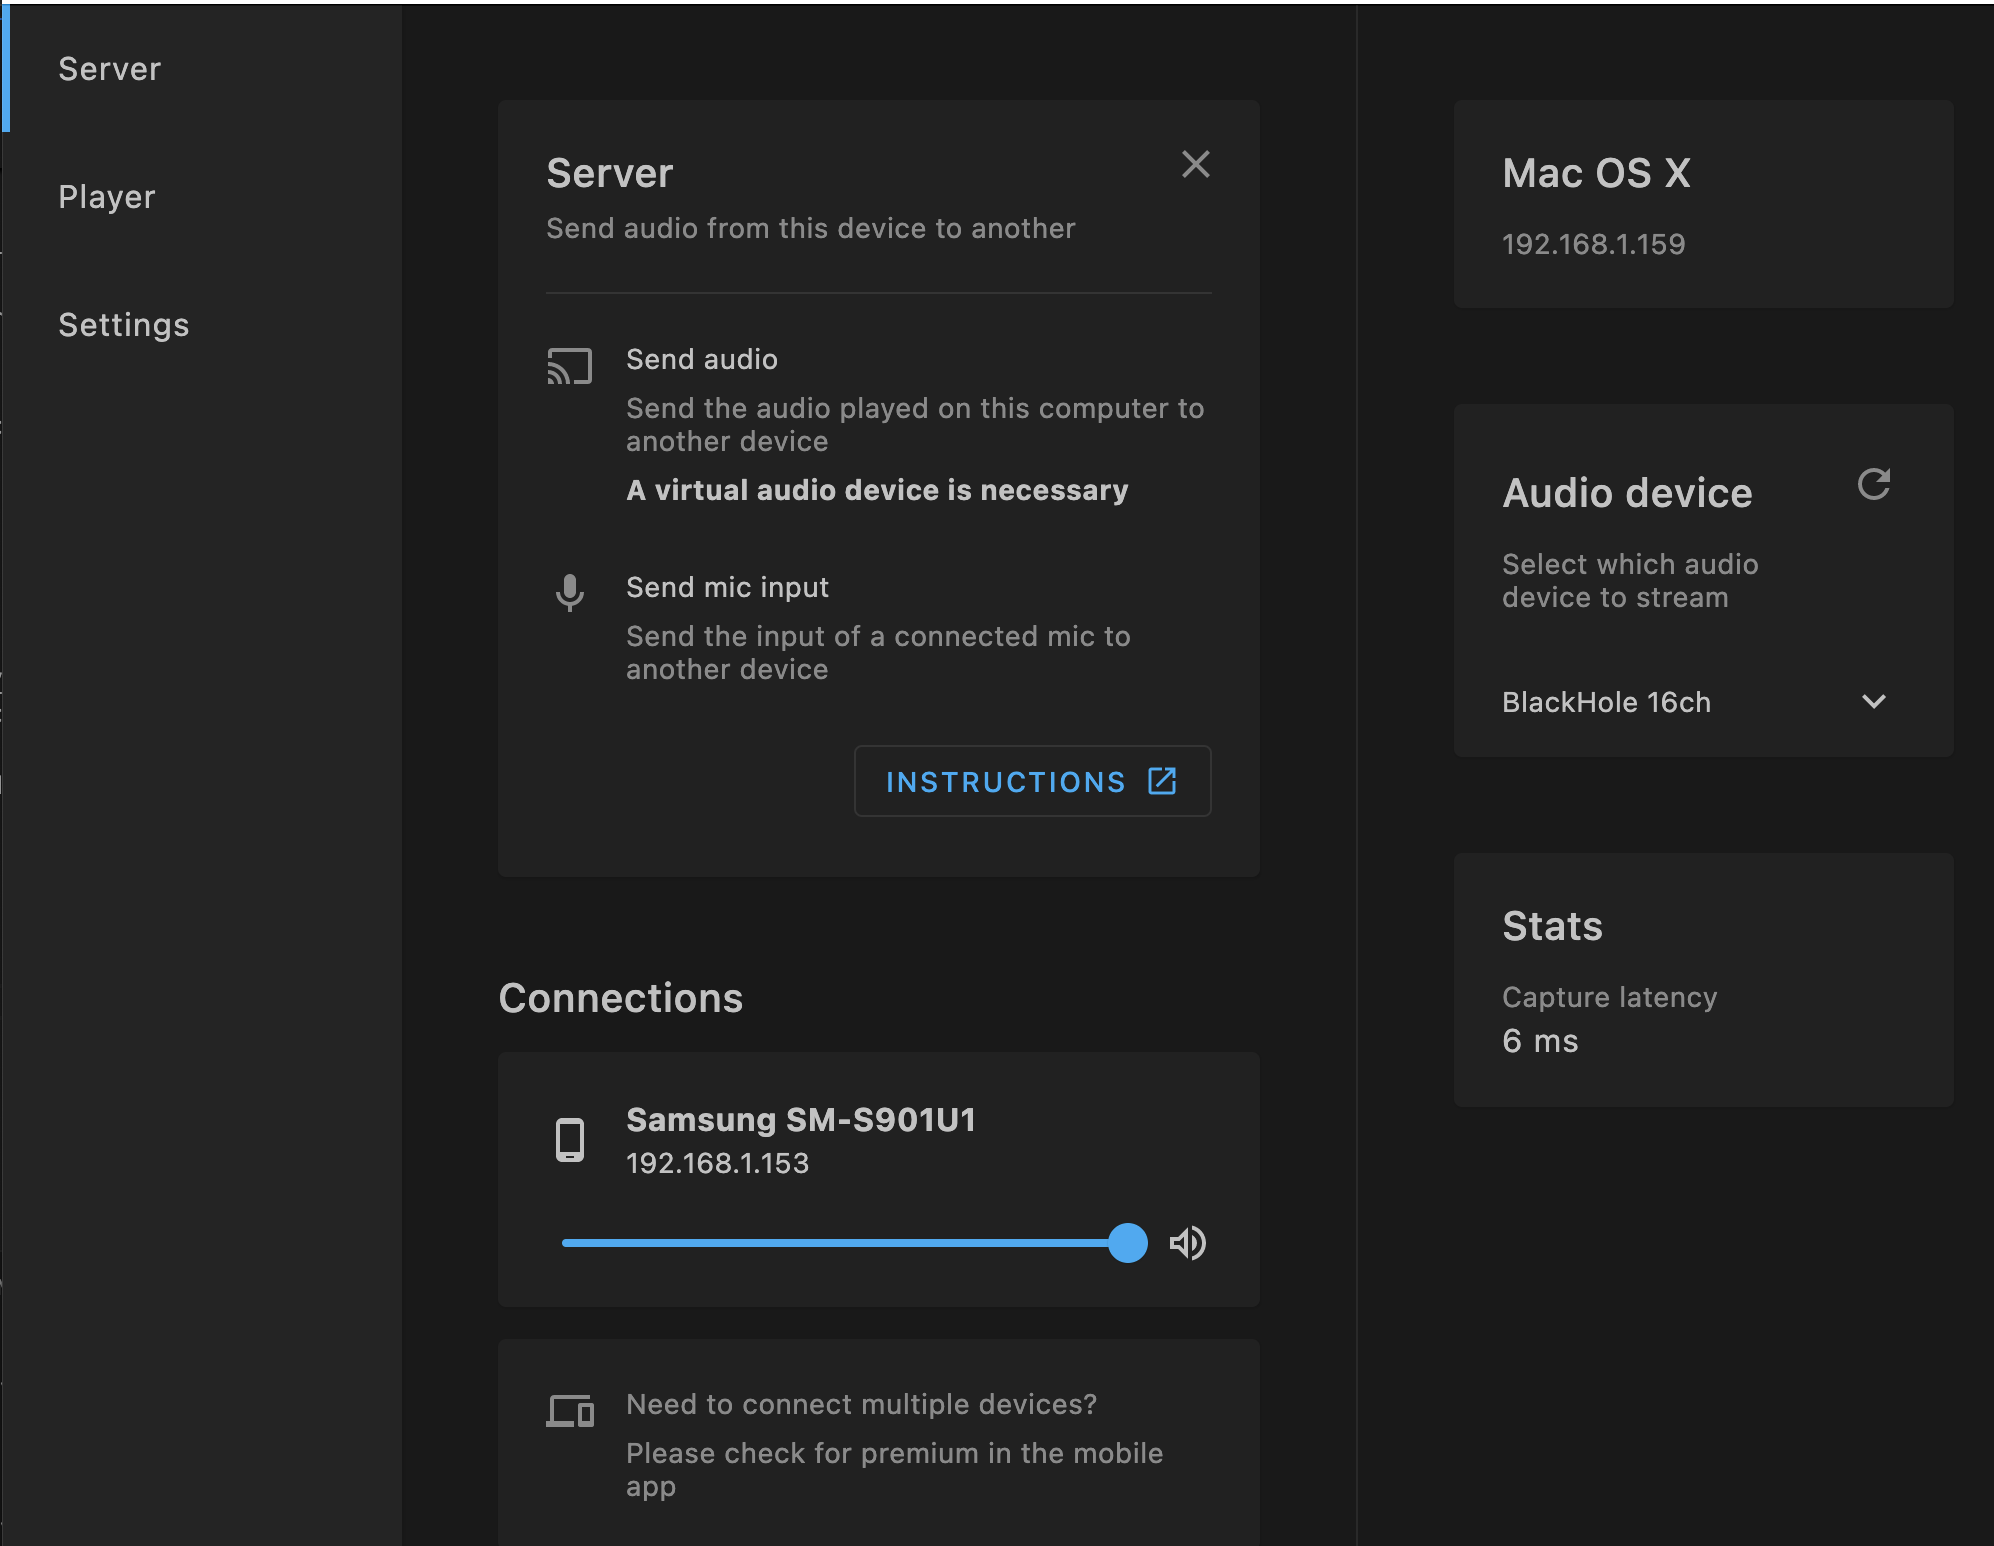 Server
Player
Settings
Server
Send audio from this device to another
Send audio
Send the audio played on this computer to
another device
A virtual audio device is necessary
Send mic input
Send the input of a connected mic to
another device
INSTRUCTIONS
Connections
Samsung SM-S901U1
192.168.1.153
Need to connect multiple devices?
Please check for premium in the mobile
app
Mac OS X
192.168.1.159
Audio device
Select which audio
device to stream
BlackHole 16ch
Stats
Capture latency
6 ms